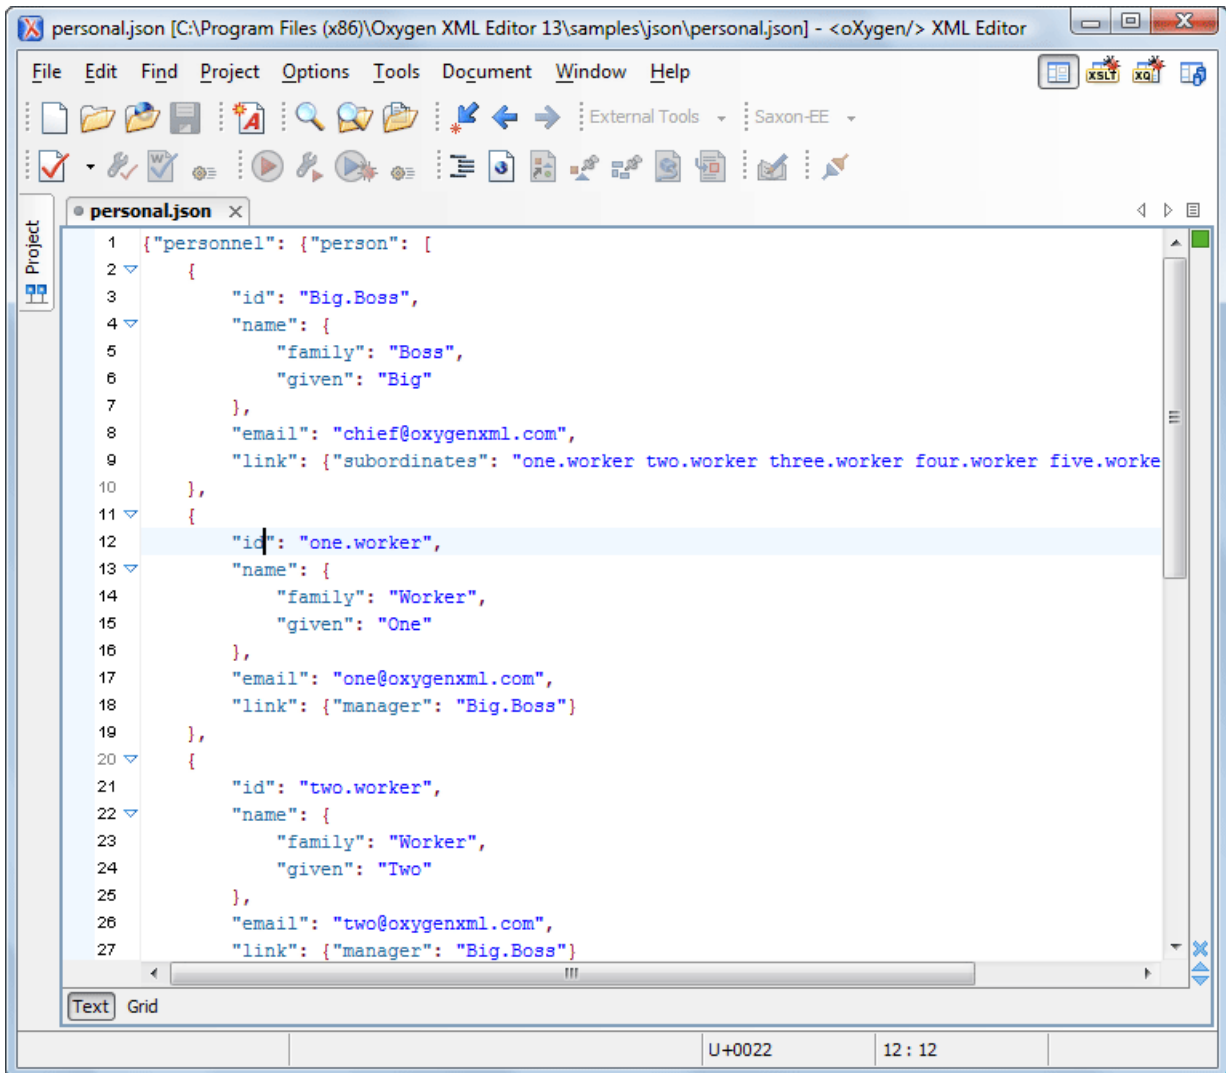 personal.json [C:\Program Files (x86)\Oxygen XML Editor 13\samples\json\personal.json] - <oXygen/> XML Editor
File Edit Find Project Options Tools Document Window Help
XSLT XQ
External Tools Saxon-EE
personal.json
Project
1 {"personnel": {"person": [
2 {
3 "id": "Big.Boss",
4 "name": {
5 "family": "Boss",
6 "given": "Big"
7 },
8 "email": "chief@oxygenxml.com",
9 "link": {"subordinates": "one.worker two.worker three.worker four.worker five.worke
10 },
11 {
12 "id": "one.worker",
13 "name": {
14 "family": "Worker",
15 "given": "One"
16 },
17 "email": "one@oxygenxml.com",
18 "link": {"manager": "Big.Boss"}
19 },
20 {
21 "id": "two.worker",
22 "name": {
23 "family": "Worker",
24 "given": "Two"
25 },
26 "email": "two@oxygenxml.com",
27 "link": {"manager": "Big.Boss"}
Text Grid
U+0022 12 : 12